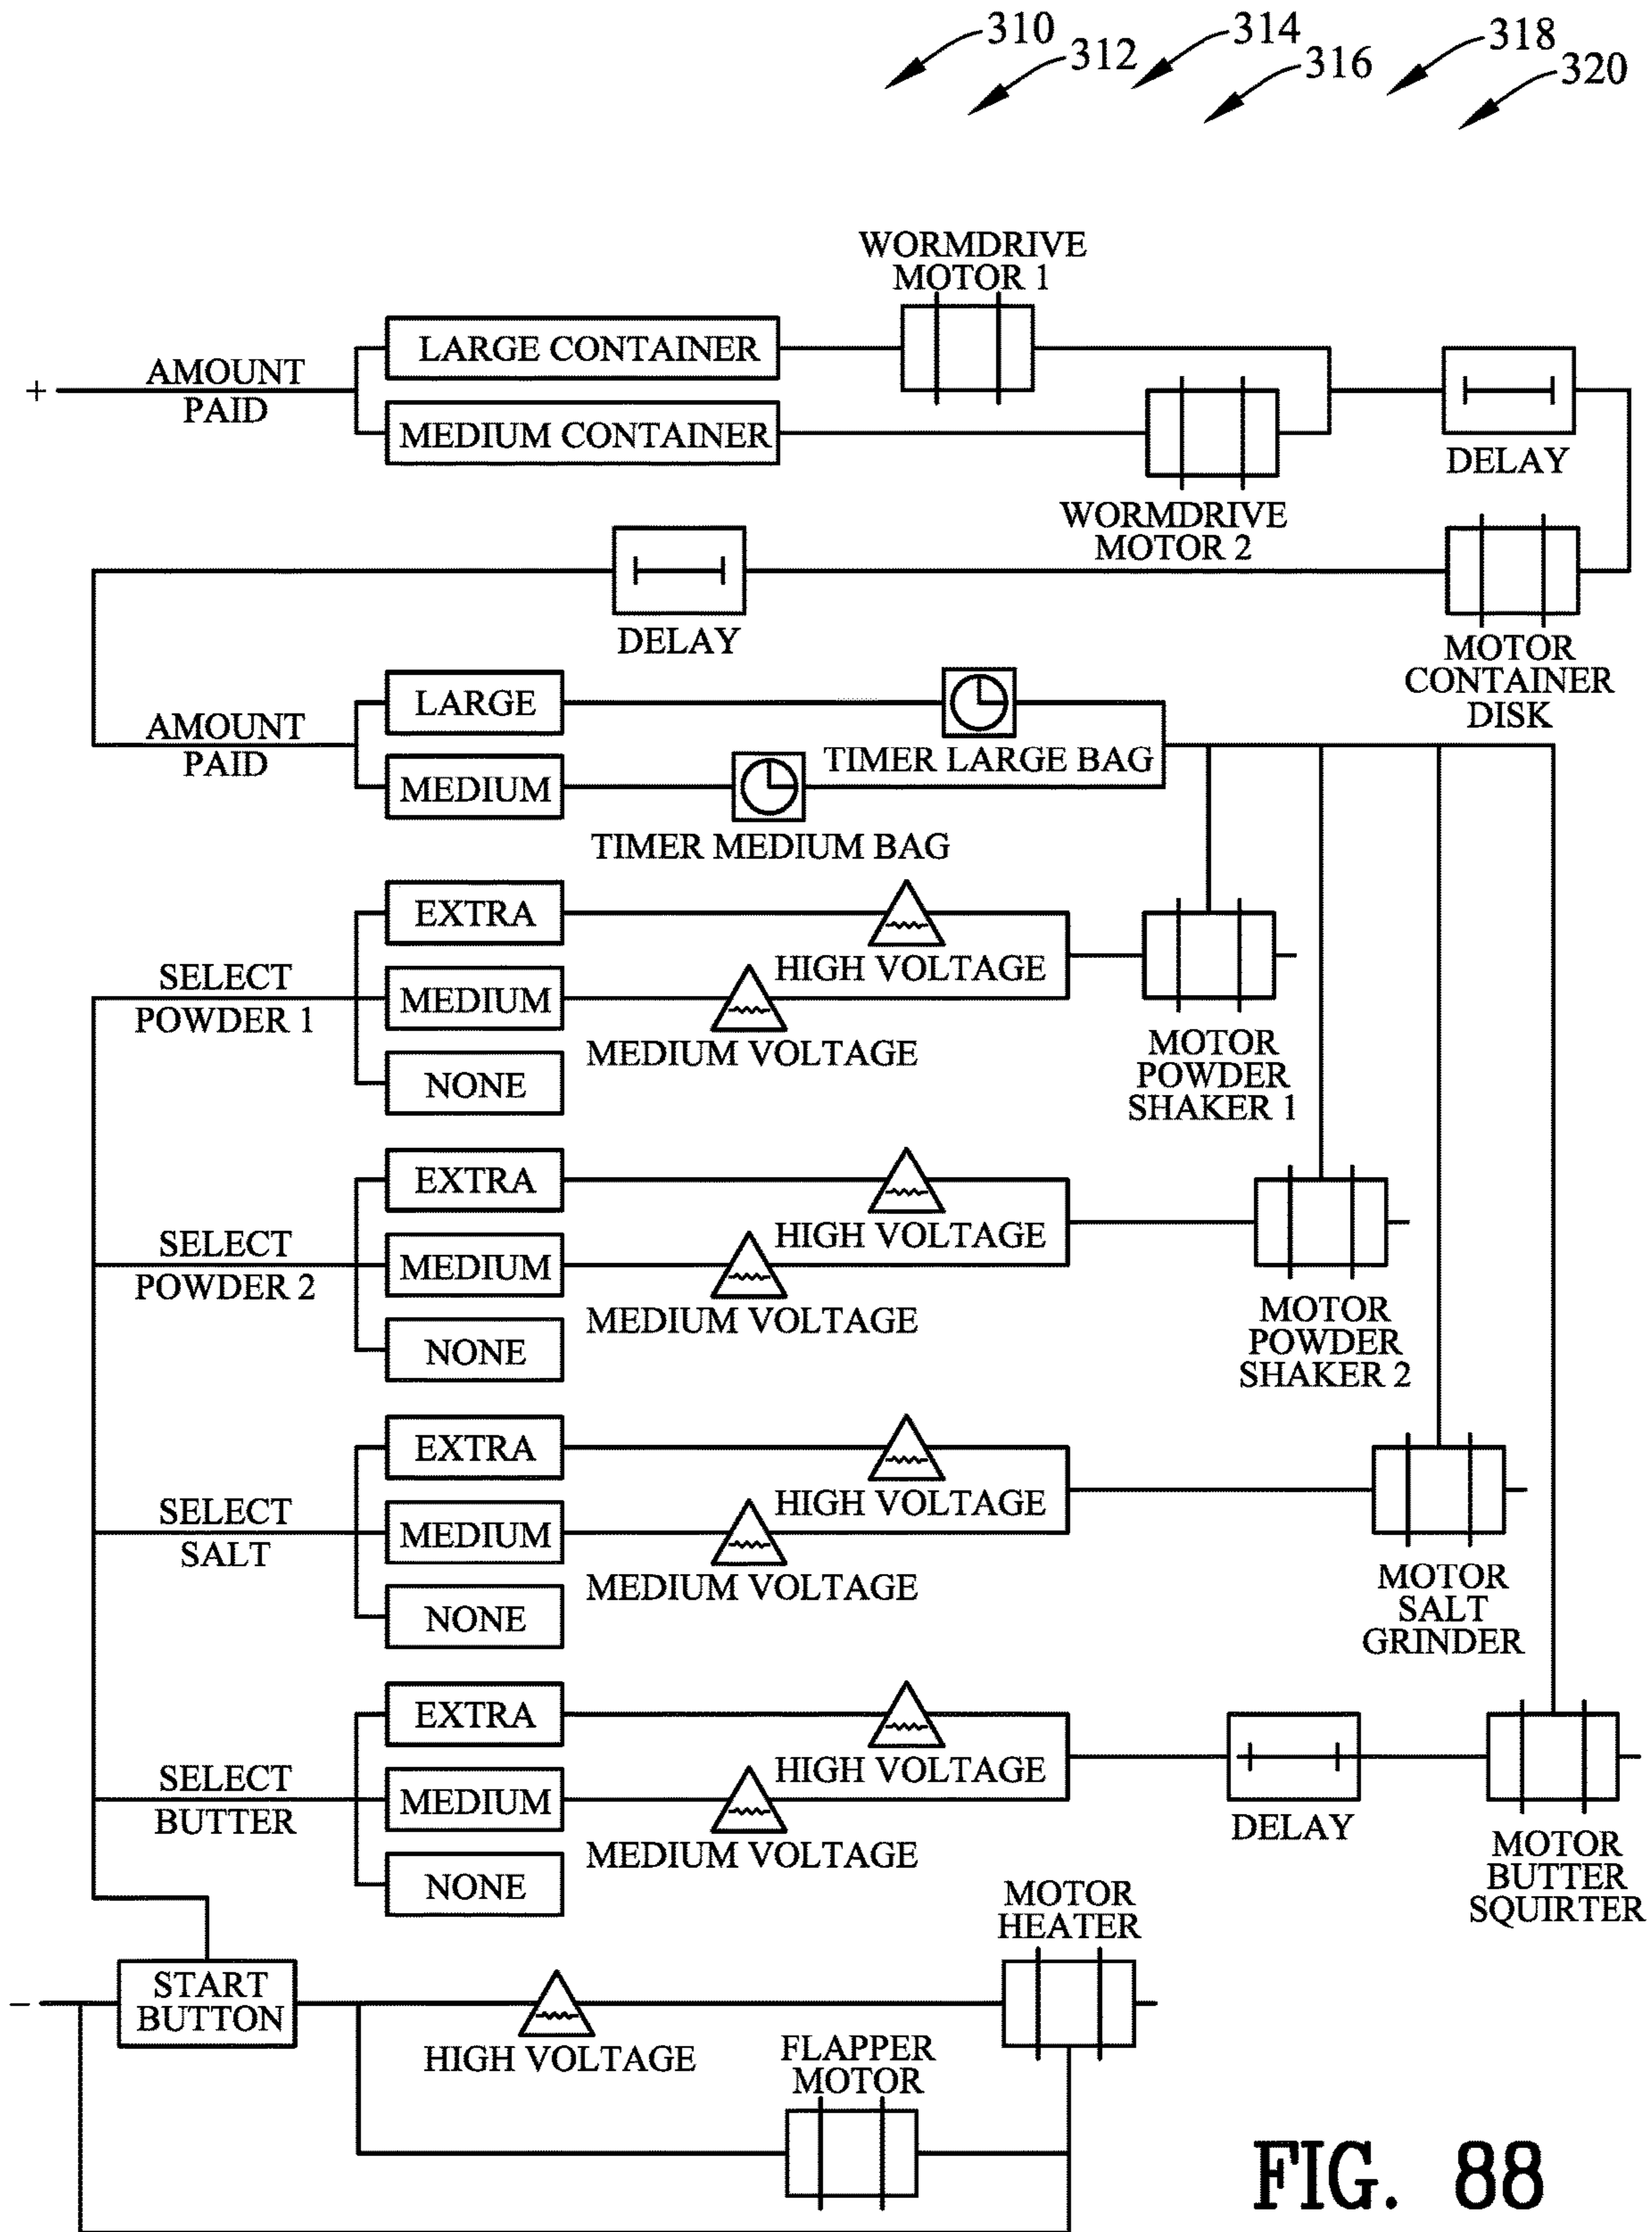 310
312
314
316
318
320
WORMDRIVE
MOTOR 1
LARGE CONTAINER
+
AMOUNT
PAID
MEDIUM CONTAINER
DELAY
WORMDRIVE
MOTOR 2
DELAY
MOTOR
CONTAINER
DISK
LARGE
AMOUNT
PAID
TIMER LARGE BAG
MEDIUM
TIMER MEDIUM BAG
EXTRA
HIGH VOLTAGE
SELECT
POWDER 1
MEDIUM
MEDIUM VOLTAGE
NONE
MOTOR
POWDER
SHAKER 1
EXTRA
HIGH VOLTAGE
SELECT
POWDER 2
MEDIUM
MEDIUM VOLTAGE
NONE
MOTOR
POWDER
SHAKER 2
EXTRA
HIGH VOLTAGE
SELECT
SALT
MEDIUM
MEDIUM VOLTAGE
NONE
MOTOR
SALT
GRINDER
EXTRA
HIGH VOLTAGE
SELECT
BUTTER
MEDIUM
MEDIUM VOLTAGE
NONE
DELAY
MOTOR
BUTTER
SQUIRTER
MOTOR
HEATER
–
START
BUTTON
HIGH VOLTAGE
FLAPPER
MOTOR
FIG. 88